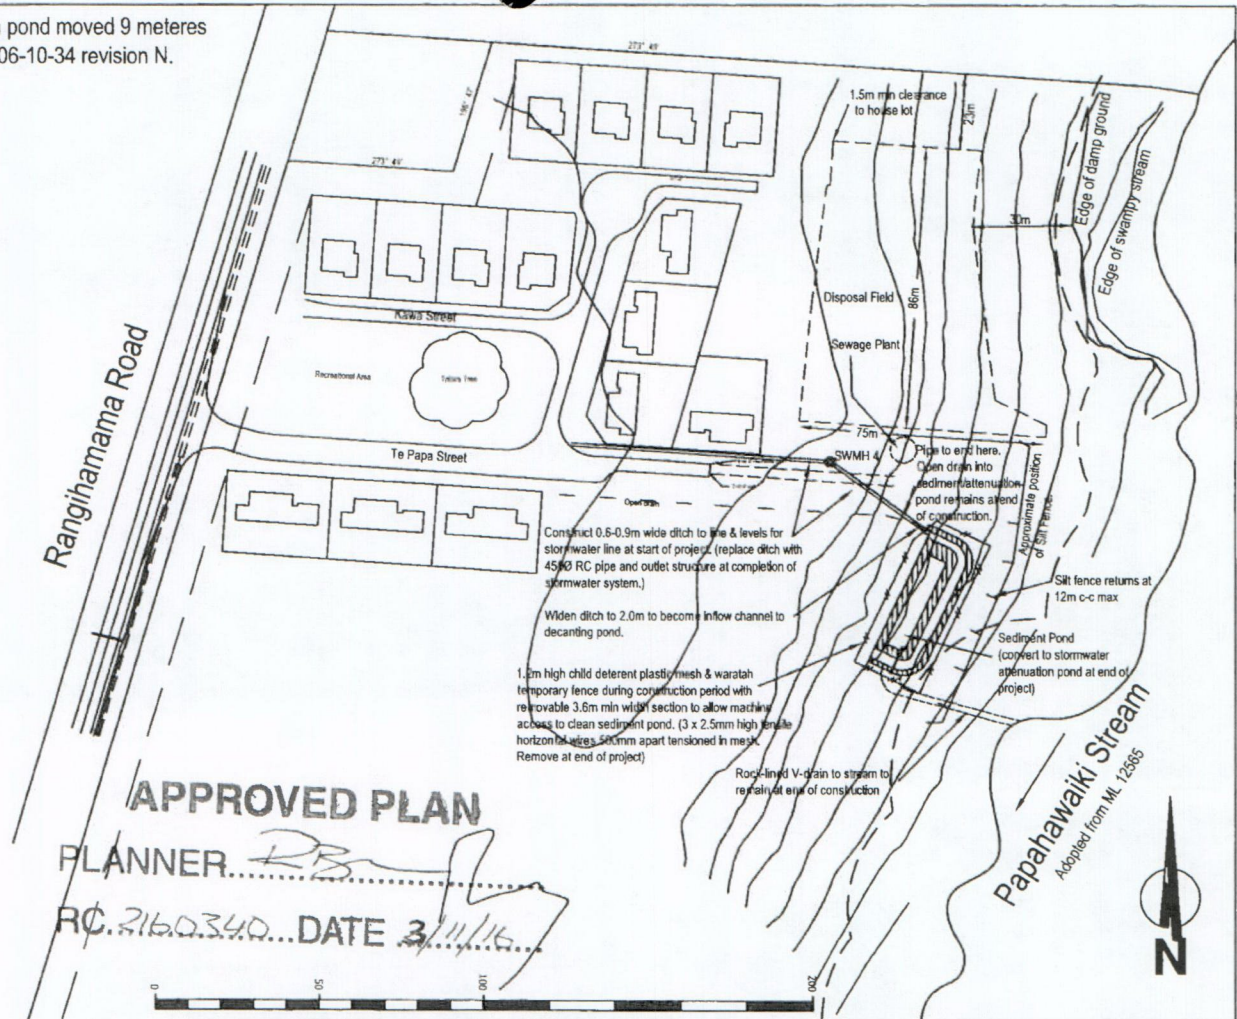 pond moved 9 meteres
06-10-34 revision N.
273° 49'
196° 47'
273° 49'
1.5m min clearance
to house lot
23m
Edge of damp ground
Edge of swampy stream
30m
86m
Disposal Field
Sewage Plant
Kawa Street
Recreational Area
Totara Tree
Rangihamama Road
Te Papa Street
75m
SWMH 4
Pipe to end here.
Open drain into
sediment/attenuation
pond remains at end
of construction.
Approximate position
of Silt Fence
Open drain
Construct 0.6-0.9m wide ditch to line & levels for
stormwater line at start of project. (replace ditch with
450Ø RC pipe and outlet structure at completion of
stormwater system.)
Widen ditch to 2.0m to become inflow channel to
decanting pond.
Silt fence returns at
12m c-c max
Sediment Pond
(convert to stormwater
attenuation pond at end of
project)
1.2m high child deterent plastic mesh & waratah
temporary fence during construction period with
removable 3.6m min width section to allow machine
access to clean sediment pond. (3 x 2.5mm high tensile
horizontal wires 500mm apart tensioned in mesh.
Remove at end of project)
Rock-lined V-drain to stream to
remain at end of construction
Papahawaiki Stream
Adopted from ML 12565
APPROVED PLAN
PLANNER
RC. 2160340 DATE 3/11/16
0 50 100 200
N